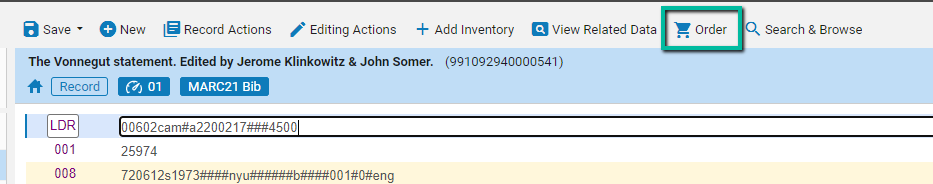 Save New Record Actions Editing Actions Add Inventory View Related Data Order Search & Browse
The Vonnegut statement. Edited by Jerome Klinkowitz & John Somer. (991092940000541)
Record 01 MARC21 Bib
LDR 00602cam#a2200217###4500
001 25974
008 720612s1973####nyu######b####001#0#eng